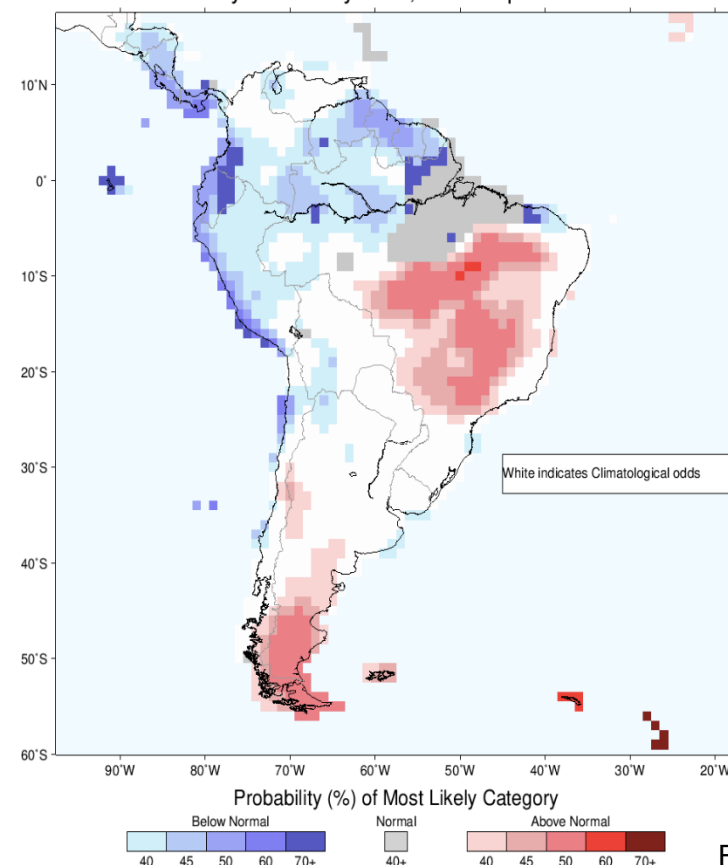 10˚N
0˚
10˚S
20˚S
White indicates Climatological odds
30˚S
40˚S
50˚S
60˚S
90˚W 80˚W 70˚W 60˚W 50˚W 40˚W 30˚W 20˚W
Probability (%) of Most Likely Category
Below Normal Normal Above Normal
40 45 50 60 70+ 40+ 40 45 50 60 70+